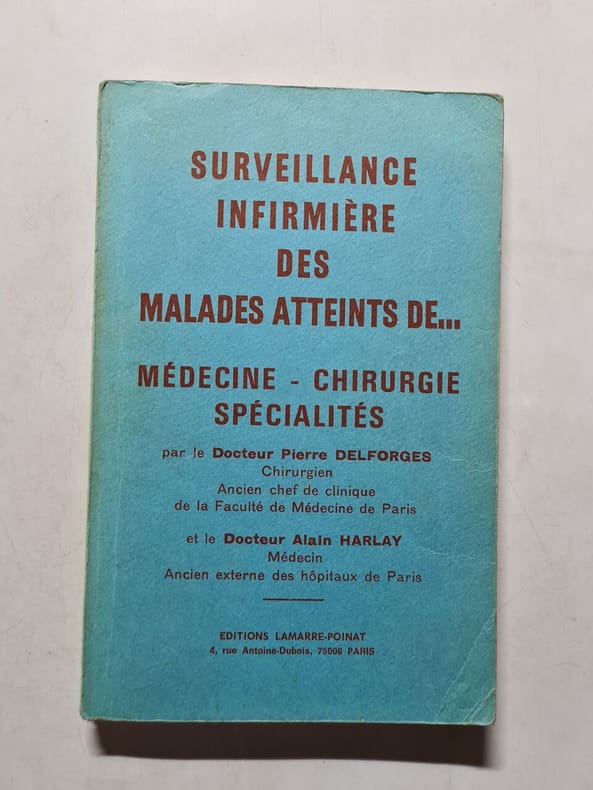 SURVEILLANCE
INFIRMIÈRE
DES
MALADES ATTEINTS DE...
MÉDECINE - CHIRURGIE
SPÉCIALITÉS
par le Docteur Pierre DELFORGES
Chirurgien
Ancien chef de clinique
de la Faculté de Médecine de Paris
et le Docteur Alain HARLAY
Médecin
Ancien externe des hôpitaux de Paris
EDITIONS LAMARRE-POINAT
4, rue Antoine-Dubois, 75006 PARIS